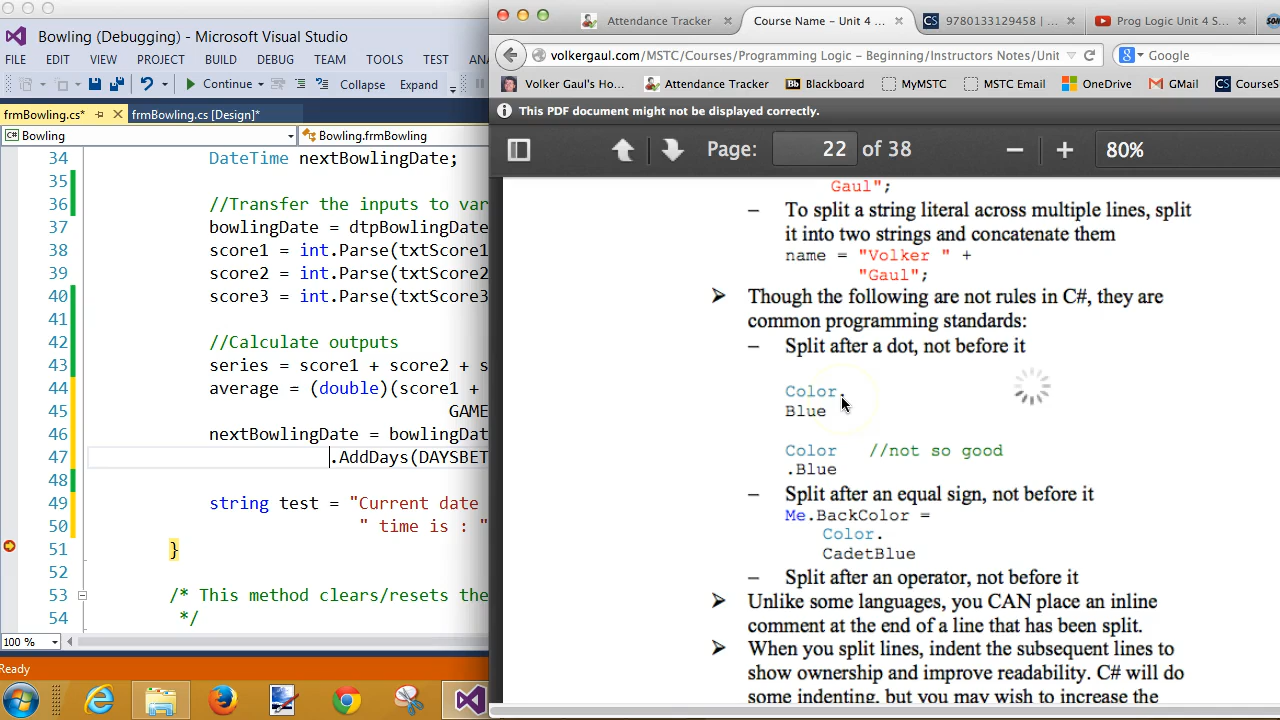 Bowling (Debugging) - Microsoft Visual Studio
FILE EDIT VIEW PROJECT BUILD DEBUG TEAM TOOLS TEST
Continue Collapse Expand
frmBowling.cs* frmBowling.cs [Design]*
C# Bowling Bowling.frmBowling
34 DateTime nextBowlingDate;
35
36 //Transfer the inputs to var
37 bowlingDate = dtpBowlingDate
38 score1 = int.Parse(txtScore1
39 score2 = int.Parse(txtScore2
40 score3 = int.Parse(txtScore3
41
42 //Calculate outputs
43 series = score1 + score2 + s
44 average = (double)(score1 +
45 GAME
46 nextBowlingDate = bowlingDat
47 .AddDays(DAYSBET
48
49 string test = "Current date
50 " time is : "
51 }
52
53 /* This method clears/resets the
54 */
100 %
Ready
Attendance Tracker Course Name – Unit 4 ... CS 9780133129458 | ... Prog Logic Unit 4 S...
volkergaul.com/MSTC/Courses/Programming Logic – Beginning/Instructors Notes/Unit Google
Volker Gaul's Ho... Attendance Tracker Bb Blackboard MyMSTC MSTC Email OneDrive GMail CS CourseS
This PDF document might not be displayed correctly.
Page: 22 of 38 80%
Gaul";
– To split a string literal across multiple lines, split
it into two strings and concatenate them
name = "Volker " +
"Gaul";
➢ Though the following are not rules in C#, they are
common programming standards:
– Split after a dot, not before it
Color.
Blue
Color //not so good
.Blue
– Split after an equal sign, not before it
Me.BackColor =
Color.
CadetBlue
– Split after an operator, not before it
➢ Unlike some languages, you CAN place an inline
comment at the end of a line that has been split.
➢ When you split lines, indent the subsequent lines to
show ownership and improve readability. C# will do
some indenting, but you may wish to increase the